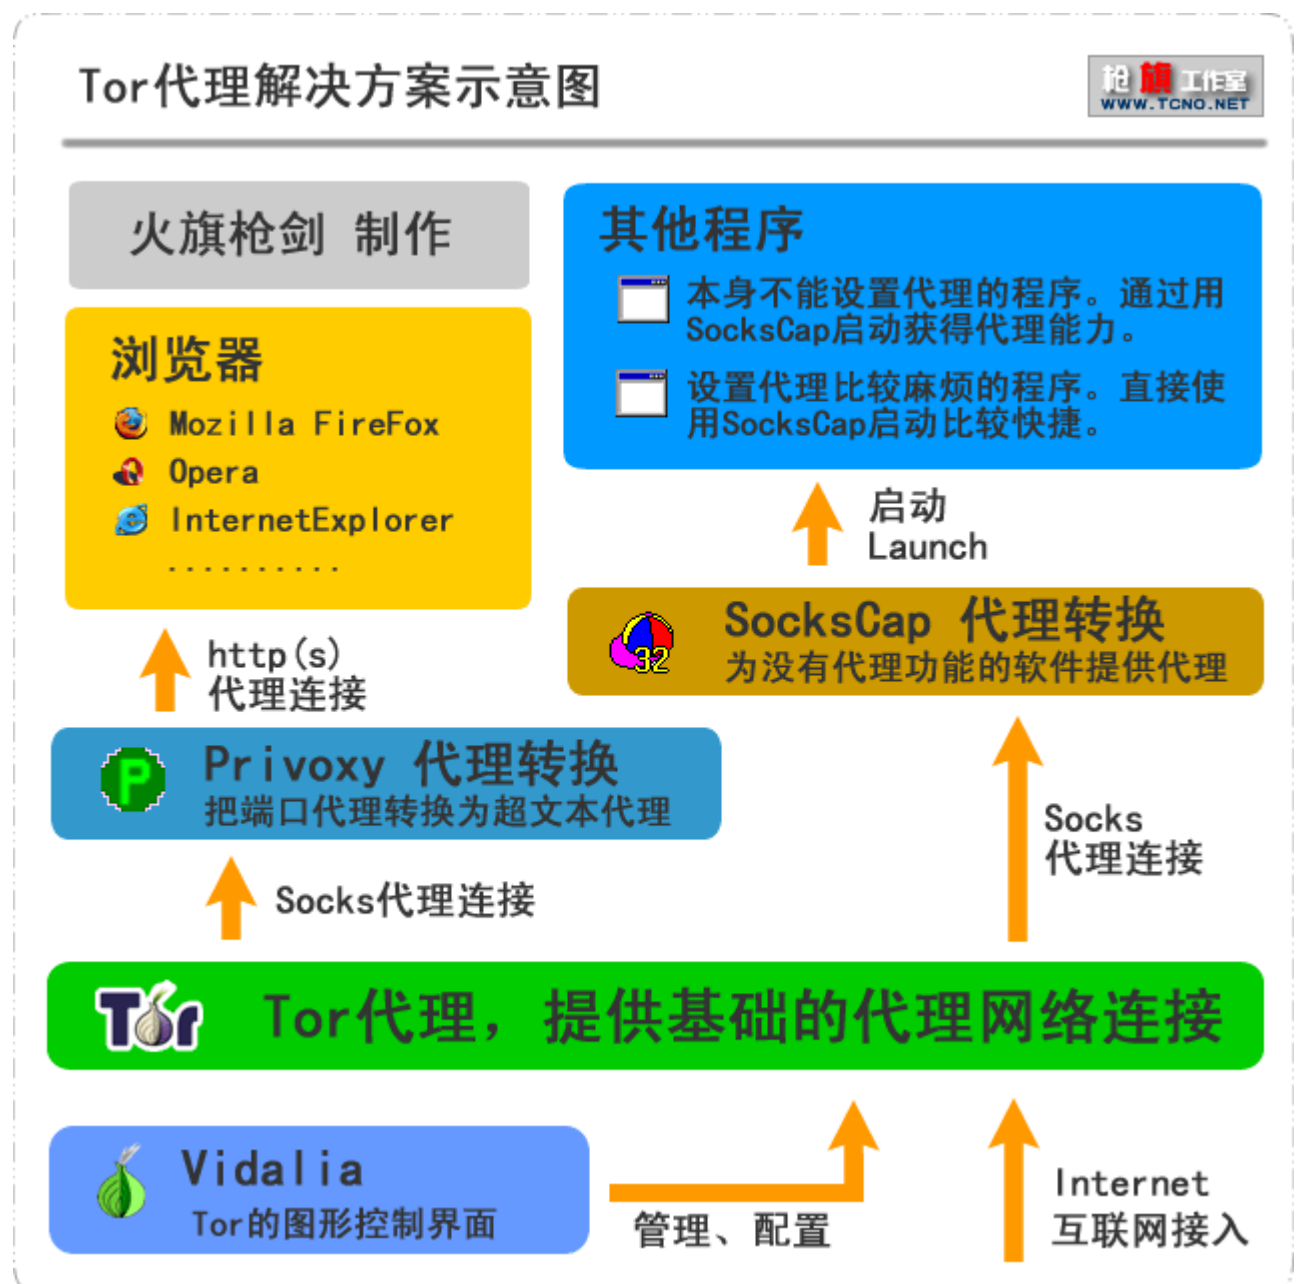 Tor代理解决方案示意图
枪旗工作室
WWW.TCNO.NET
火旗枪剑 制作
浏览器
Mozilla FireFox
Opera
InternetExplorer
..........
其他程序
本身不能设置代理的程序。通过用
SocksCap启动获得代理能力。
设置代理比较麻烦的程序。直接使
用SocksCap启动比较快捷。
启动
Launch
http(s)
代理连接
32
SocksCap 代理转换
为没有代理功能的软件提供代理
P
Privoxy 代理转换
把端口代理转换为超文本代理
Socks代理连接
Socks
代理连接
Tor
Tor代理，提供基础的代理网络连接
Vidalia
Tor的图形控制界面
管理、配置
Internet
互联网接入